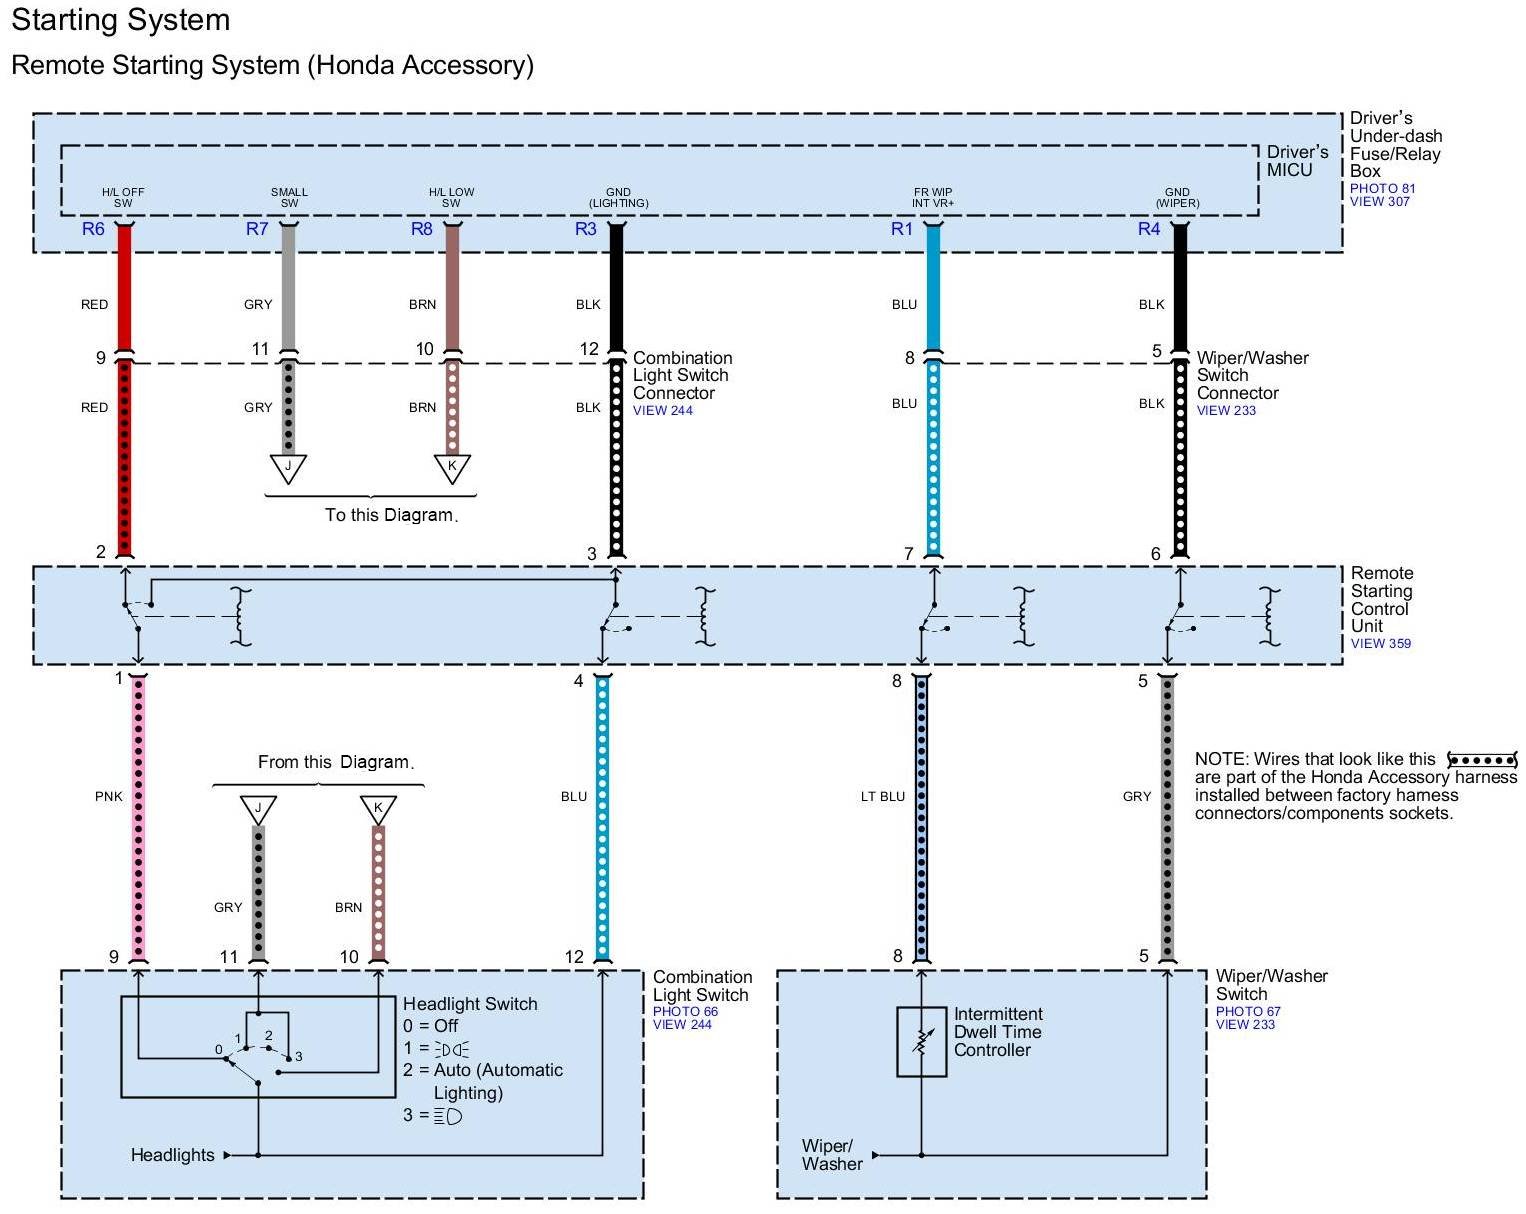 Starting System
Remote Starting System (Honda Accessory)
Driver's
Under-dash
Fuse/Relay
Box
PHOTO 81
VIEW 307
Driver's
MICU
H/L OFF
SW
SMALL
SW
H/L LOW
SW
GND
(LIGHTING)
FR WIP
INT VR+
GND
(WIPER)
R6
R7
R8
R3
R1
R4
RED
GRY
BRN
BLK
BLU
BLK
9
11
10
12
8
5
Combination
Light Switch
Connector
VIEW 244
Wiper/Washer
Switch
Connector
VIEW 233
RED
GRY
BRN
BLK
BLU
BLK
J
K
To this Diagram.
2
3
7
6
Remote
Starting
Control
Unit
VIEW 359
1
4
8
5
NOTE: Wires that look like this
are part of the Honda Accessory harness
installed between factory harness
connectors/components sockets.
From this Diagram.
J
K
PNK
BLU
LT BLU
GRY
GRY
BRN
9
11
10
12
8
5
Combination
Light Switch
PHOTO 66
VIEW 244
Wiper/Washer
Switch
PHOTO 67
VIEW 233
Headlight Switch
0 = Off
1 =
2 = Auto (Automatic
Lighting)
3 =
0
1
2
3
Intermittent
Dwell Time
Controller
Headlights
Wiper/
Washer